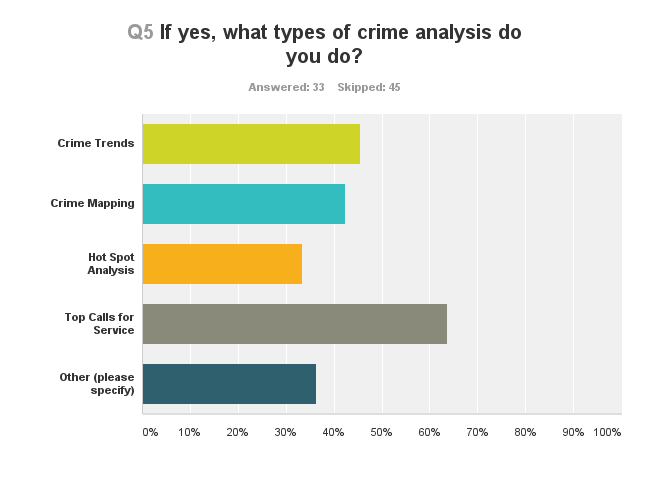 Q5 If yes, what types of crime analysis do
you do?
Answered: 33 Skipped: 45
Crime Trends
Crime Mapping
Hot Spot
Analysis
Top Calls for
Service
Other (please
specify)
0% 10% 20% 30% 40% 50% 60% 70% 80% 90% 100%